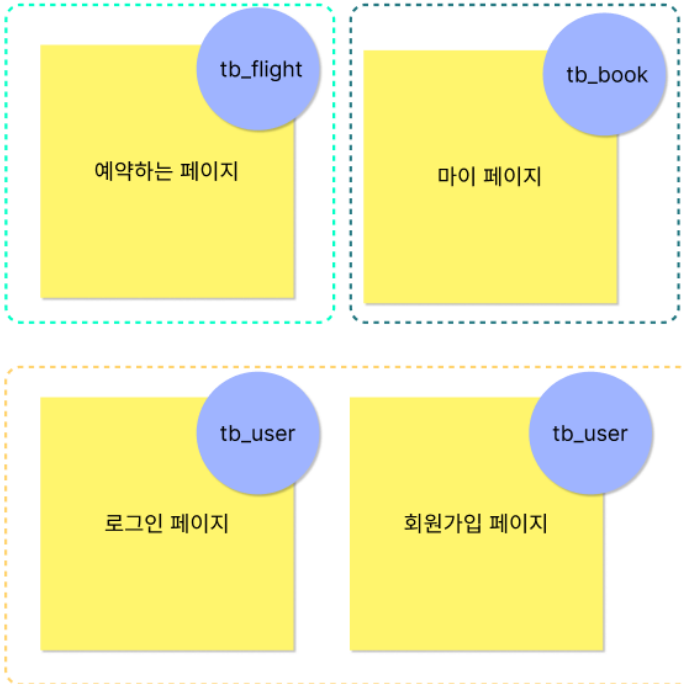 tb_flight
예약하는 페이지
tb_book
마이 페이지
tb_user
로그인 페이지
tb_user
회원가입 페이지